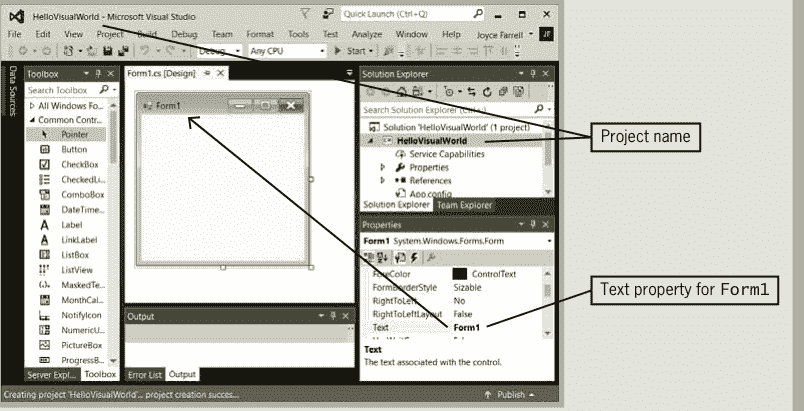 HelloVisualWorld - Microsoft Visual Studio
Quick Launch (Ctrl+Q)
File Edit View Project Build Debug Team Format Tools Test Analyze Window Help Joyce Farrell JF
Debug Any CPU Start
Data Sources
Toolbox
Search Toolbox
All Windows Fo...
Common Contr...
Pointer
Button
CheckBox
CheckedLi...
ComboBox
DateTime...
Label
LinkLabel
ListBox
ListView
MaskedTe...
MonthCal...
NotifyIcon
NumericU...
PictureBox
ProgressB...
Server Expl... Toolbox
Form1.cs [Design]
Form1
Output
Error List Output
Solution Explorer
Search Solution Explorer (Ctrl+;)
Solution 'HelloVisualWorld' (1 project)
HelloVisualWorld
Service Capabilities
Properties
References
App.config
Solution Explorer Team Explorer
Properties
Form1 System.Windows.Forms.Form
ForeColor ControlText
FormBorderStyle Sizable
RightToLeft No
RightToLeftLayout False
Text Form1
Text
The text associated with the control.
Creating project 'HelloVisualWorld'... project creation succes...
Publish
Project name
Text property for Form1